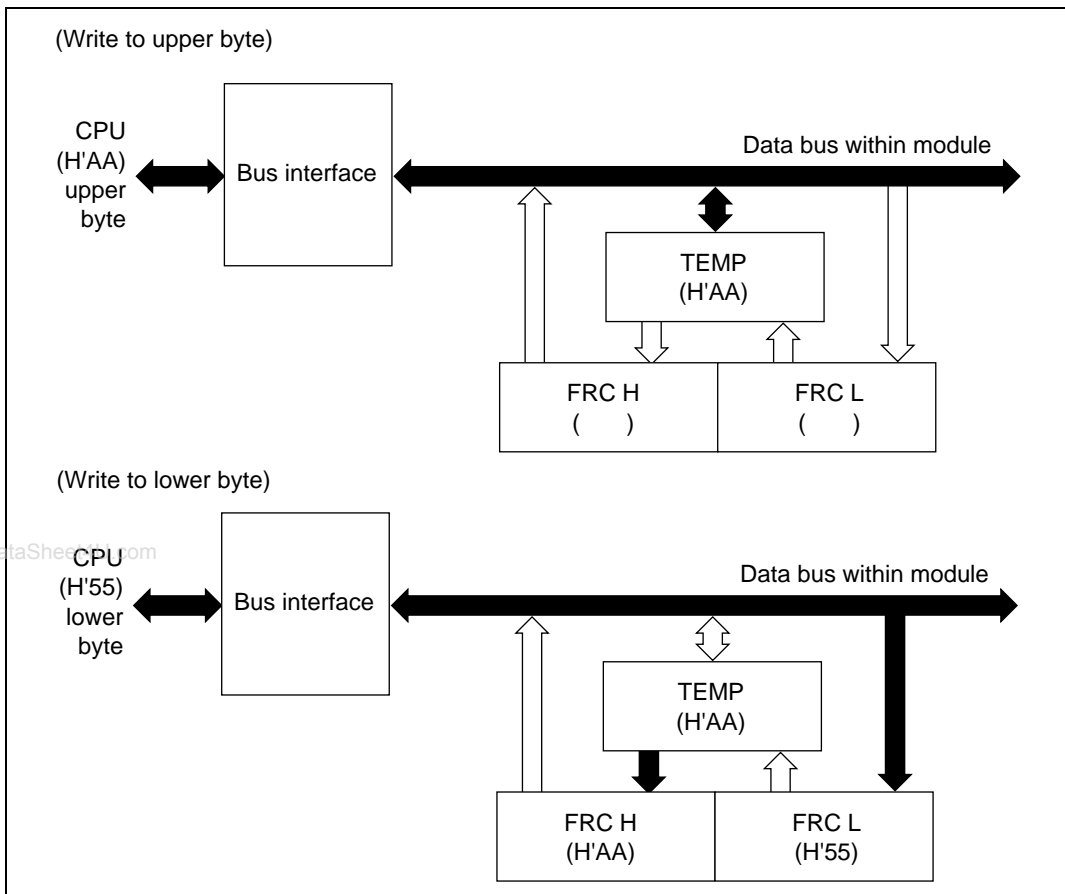 (Write to upper byte)
CPU
(H'AA)
upper
byte
Bus interface
Data bus within module
TEMP
(H'AA)
FRC H
(    )
FRC L
(    )
(Write to lower byte)
CPU
(H'55)
lower
byte
Bus interface
Data bus within module
TEMP
(H'AA)
FRC H
(H'AA)
FRC L
(H'55)